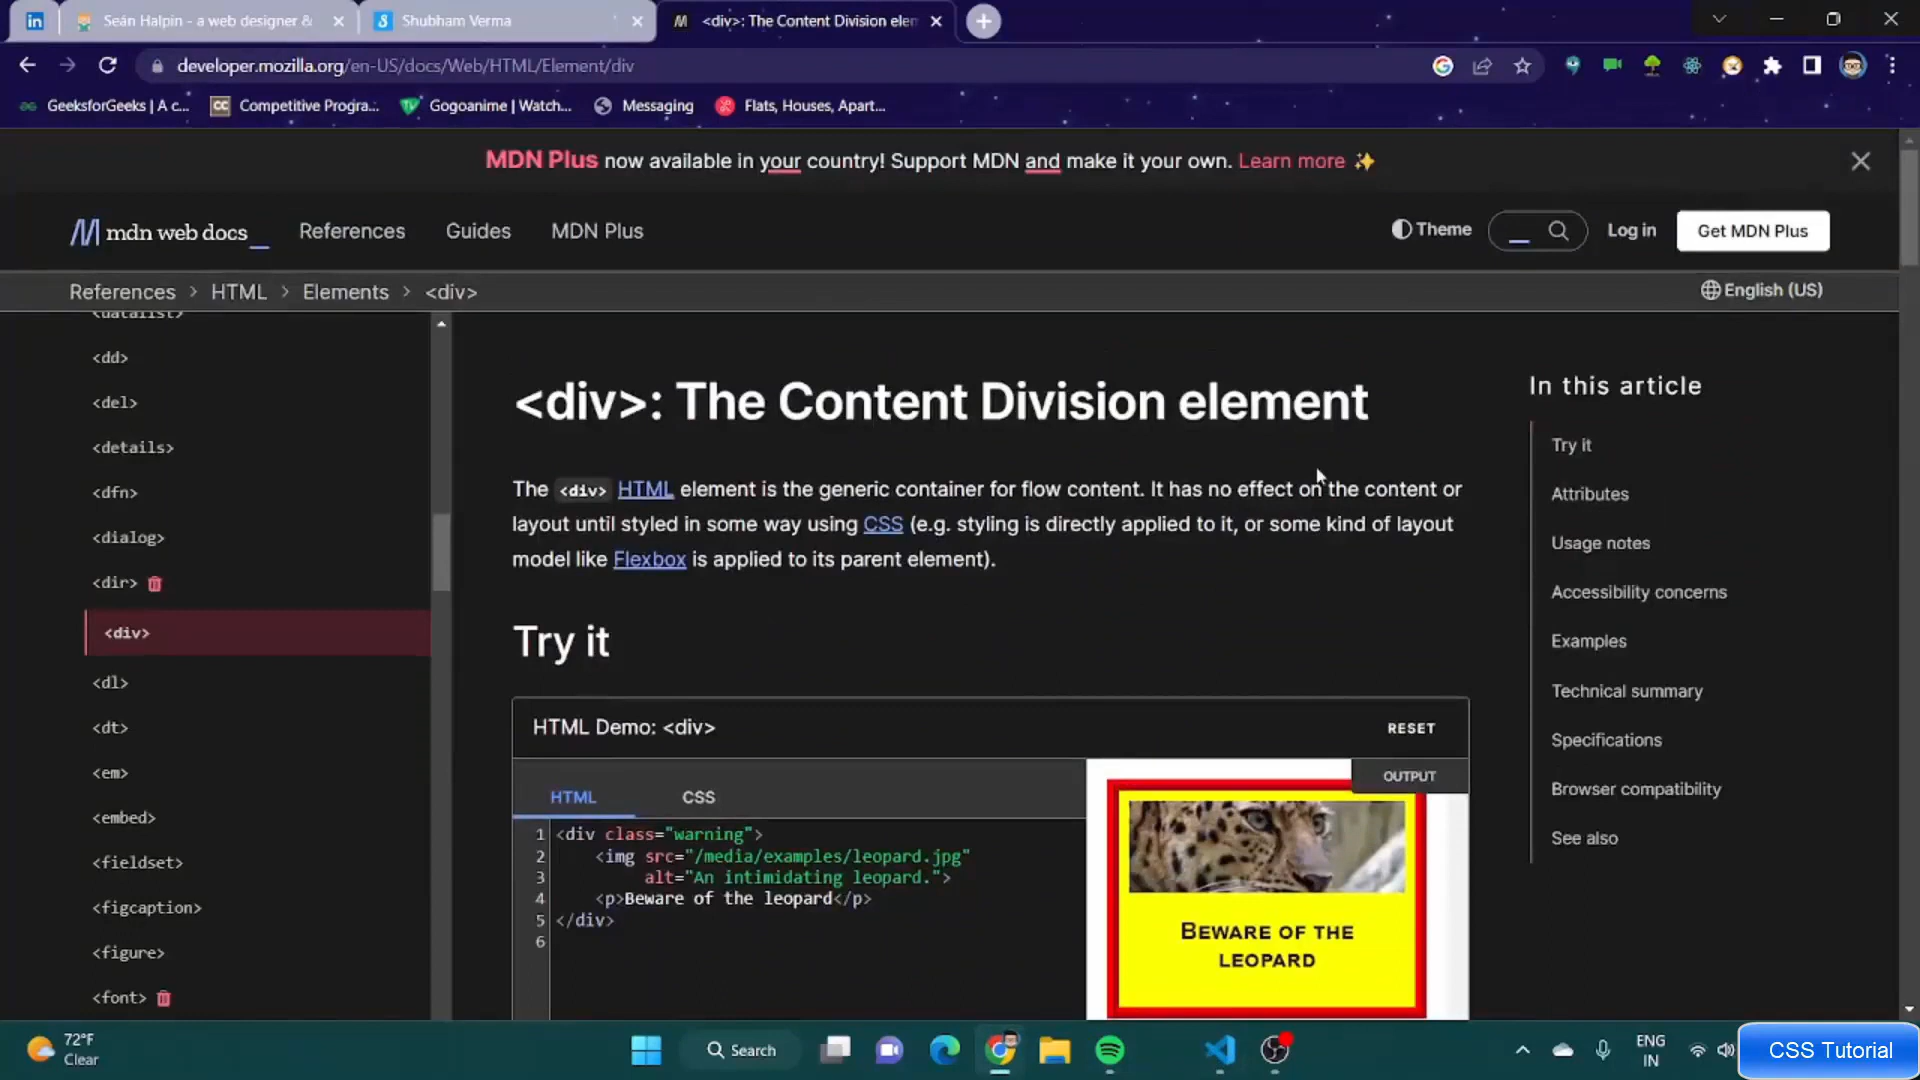 Seán Halpin - a web designer &
Shubham Verma
<div>: The Content Division elem
developer.mozilla.org/en-US/docs/Web/HTML/Element/div
GeeksforGeeks | A c...
Competitive Progra...
Gogoanime | Watch...
Messaging
Flats, Houses, Apart...
MDN Plus now available in your country! Support MDN and make it your own. Learn more ✨
mdn web docs_
References
Guides
MDN Plus
Theme
Log in
Get MDN Plus
References > HTML > Elements > <div>
English (US)
<datalist>
<dd>
<del>
<details>
<dfn>
<dialog>
<dir>
<div>
<dl>
<dt>
<em>
<embed>
<fieldset>
<figcaption>
<figure>
<font>
<div>: The Content Division element
The <div> HTML element is the generic container for flow content. It has no effect on the content or
layout until styled in some way using CSS (e.g. styling is directly applied to it, or some kind of layout
model like Flexbox is applied to its parent element).
Try it
HTML Demo: <div>
RESET
HTML
CSS
OUTPUT
1 <div class="warning">
2 <img src="/media/examples/leopard.jpg"
3 alt="An intimidating leopard.">
4 <p>Beware of the leopard</p>
5 </div>
6
BEWARE OF THE
LEOPARD
In this article
Try it
Attributes
Usage notes
Accessibility concerns
Examples
Technical summary
Specifications
Browser compatibility
See also
72°F
Clear
Search
ENG
IN
CSS Tutorial